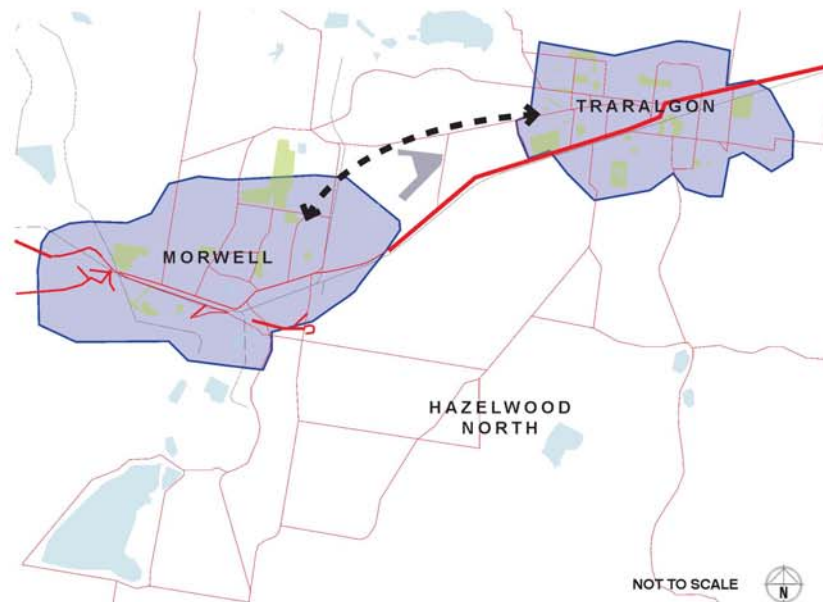 TRARALGON
MORWELL
HAZELWOOD
NORTH
NOT TO SCALE
N